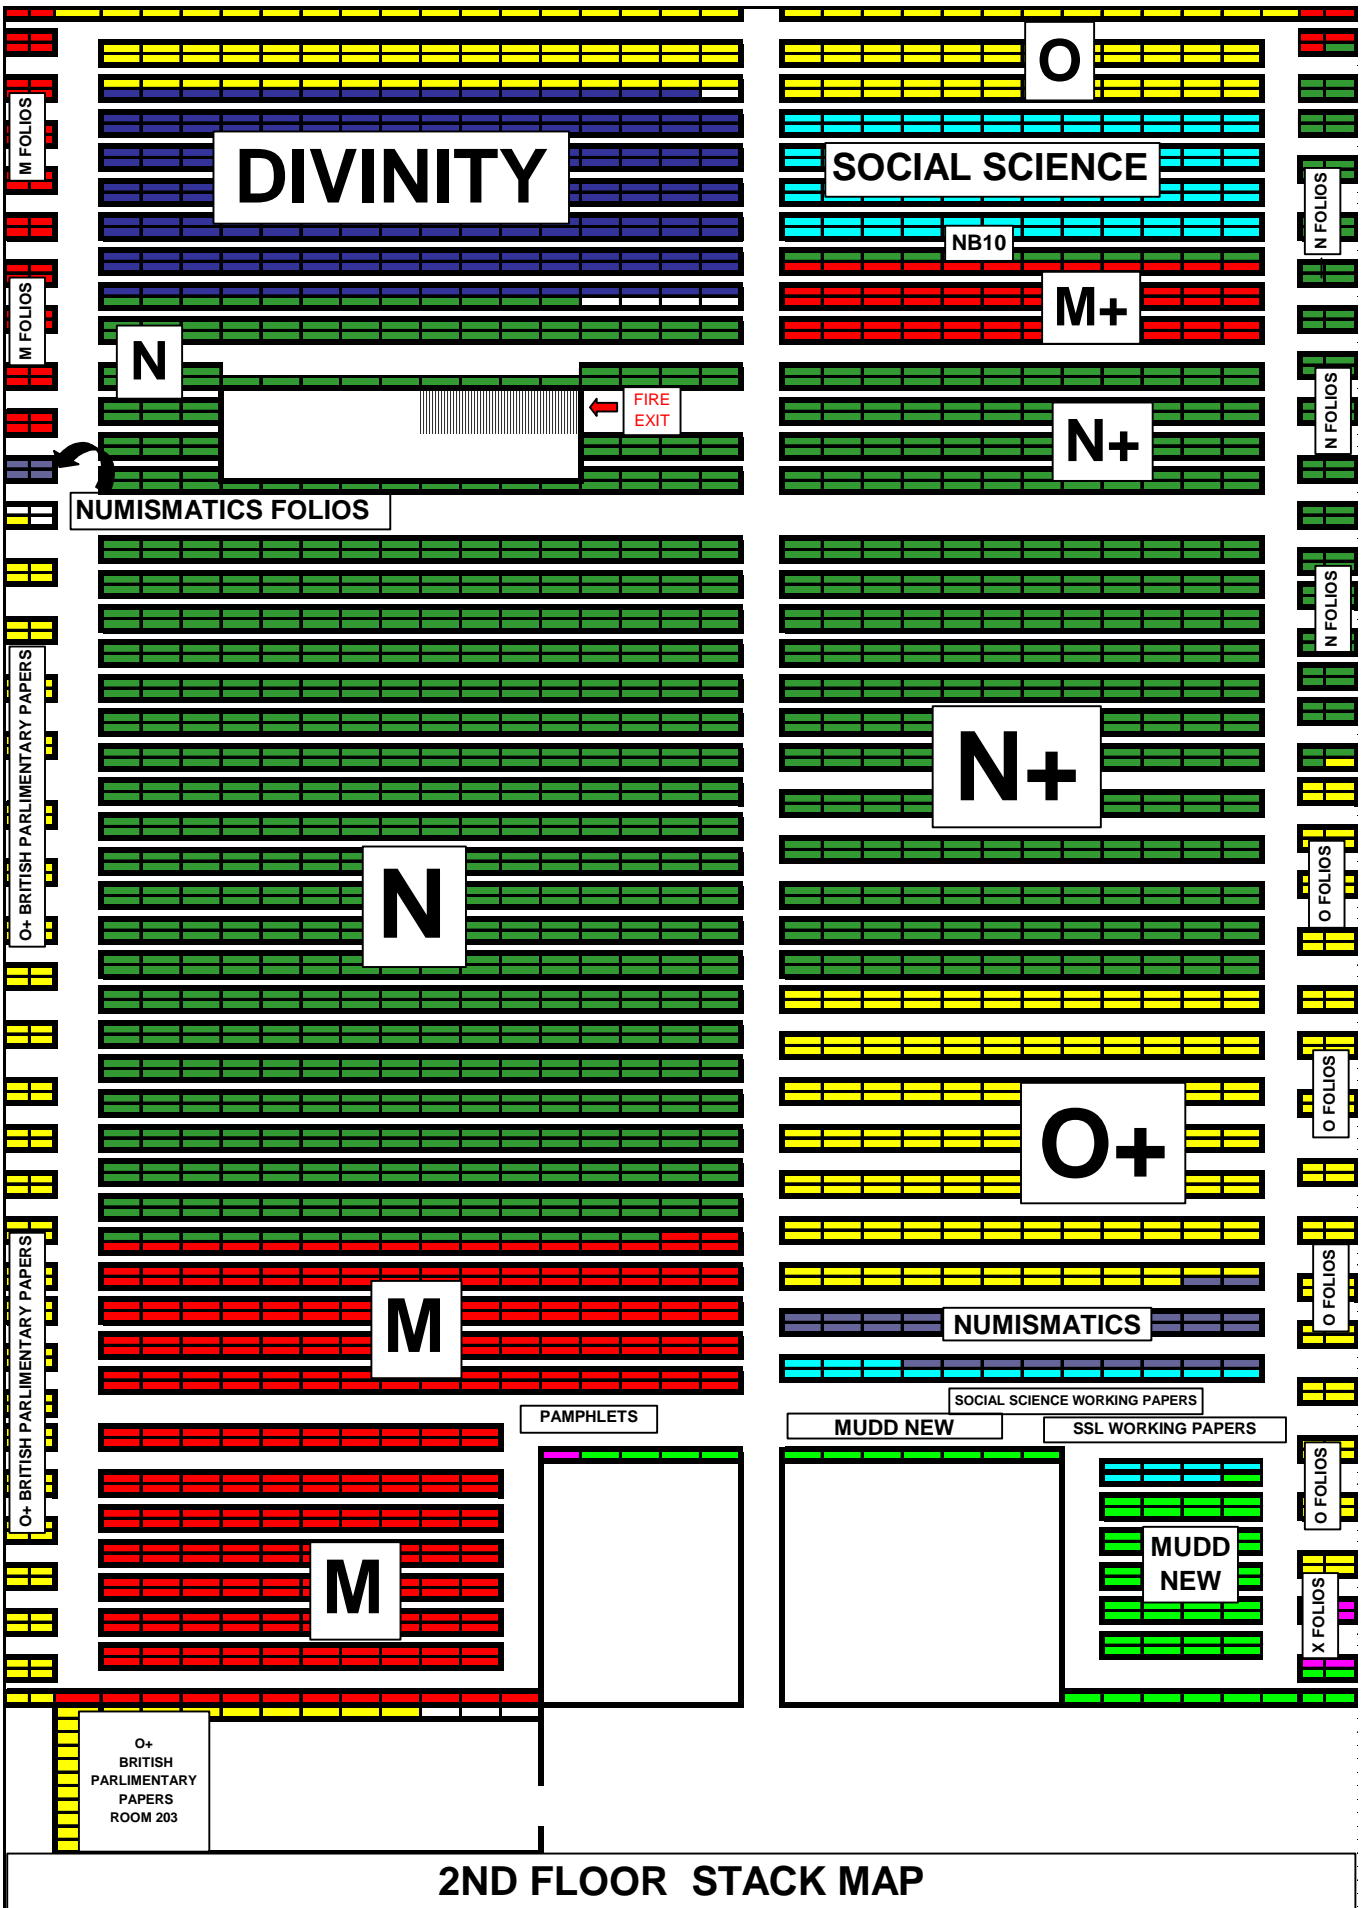 O
M FOLIOS
DIVINITY
SOCIAL SCIENCE
N FOLIOS
NB10
M FOLIOS
M+
N
FIRE
EXIT
N FOLIOS
N+
NUMISMATICS FOLIOS
N FOLIOS
O+ BRITISH PARLIMENTARY PAPERS
N+
N
O FOLIOS
O FOLIOS
O+
O+ BRITISH PARLIMENTARY PAPERS
O FOLIOS
M
NUMISMATICS
SOCIAL SCIENCE WORKING PAPERS
PAMPHLETS
MUDD NEW
SSL WORKING PAPERS
O FOLIOS
MUDD
NEW
M
X FOLIOS
O+
BRITISH
PARLIMENTARY
PAPERS
ROOM 203
2ND FLOOR STACK MAP